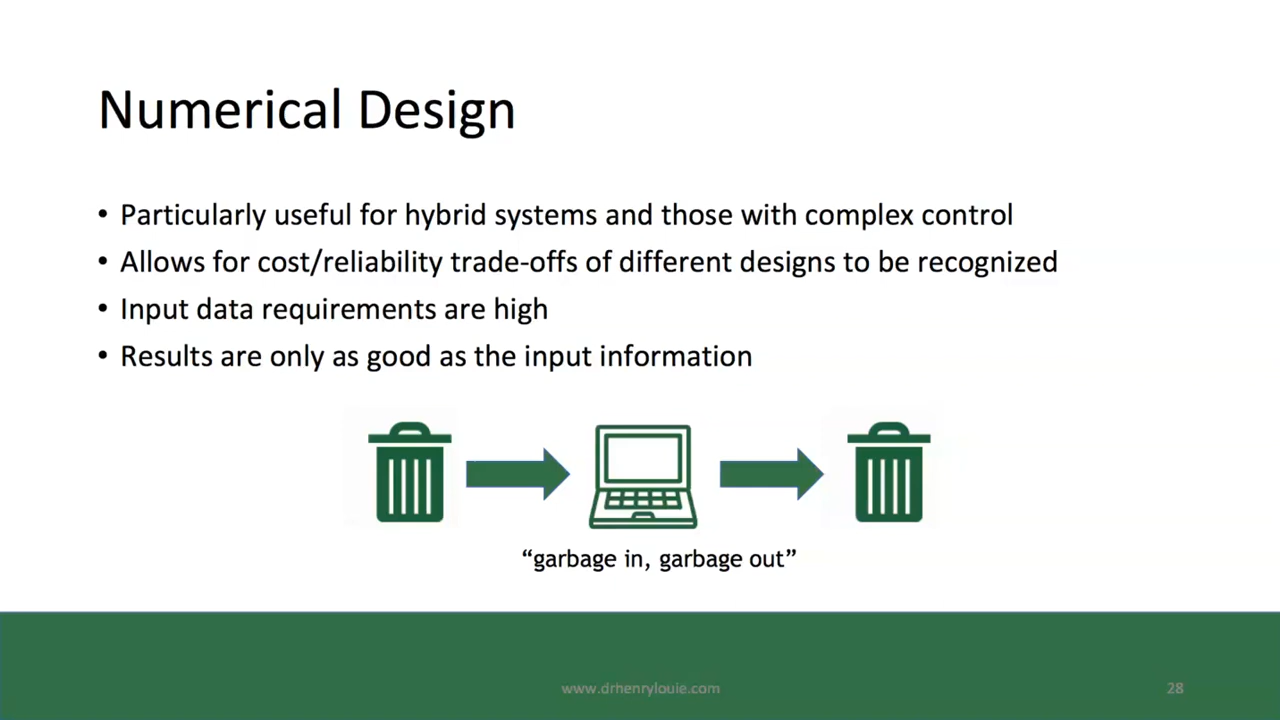 Numerical Design
• Particularly useful for hybrid systems and those with complex control
• Allows for cost/reliability trade-offs of different designs to be recognized
• Input data requirements are high
• Results are only as good as the input information
“garbage in, garbage out”
www.drhenrylouie.com
28